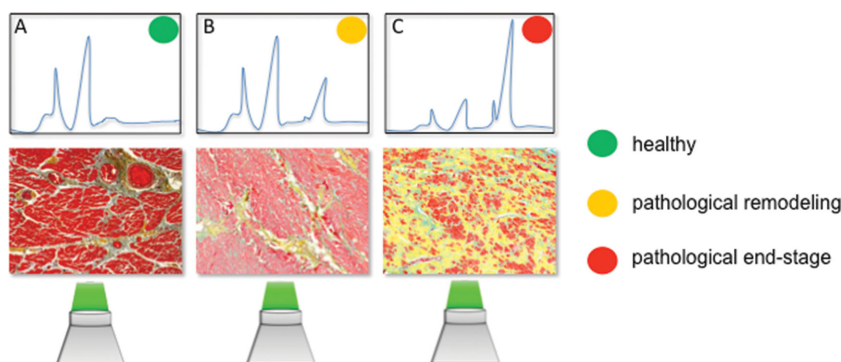 A
B
C
healthy
pathological remodeling
pathological end-stage